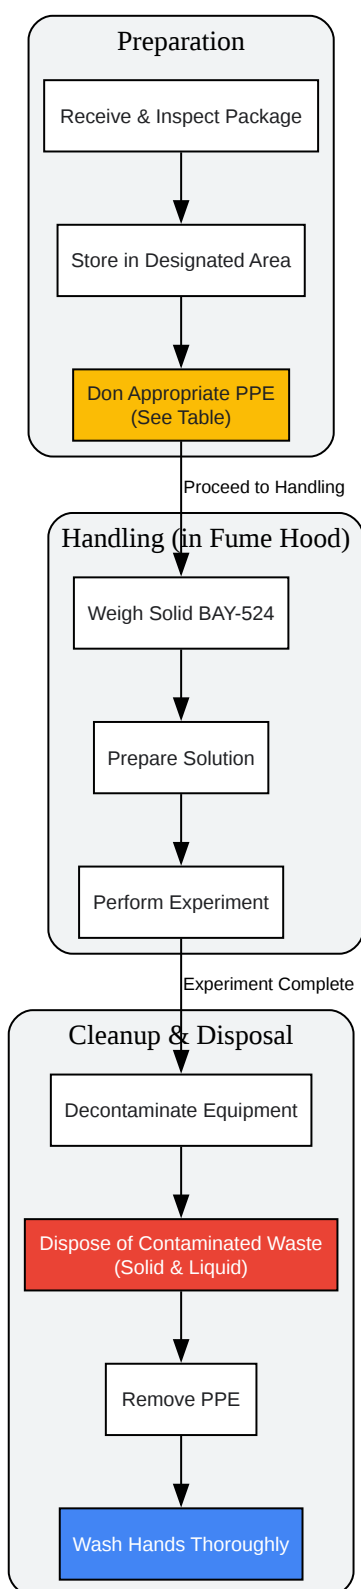 Preparation
Receive & Inspect Package
Store in Designated Area
Don Appropriate PPE
(See Table)
Proceed to Handling
Handling (in Fume Hood)
Weigh Solid BAY-524
Prepare Solution
Perform Experiment
Experiment Complete
Cleanup & Disposal
Decontaminate Equipment
Dispose of Contaminated Waste
(Solid & Liquid)
Remove PPE
Wash Hands Thoroughly